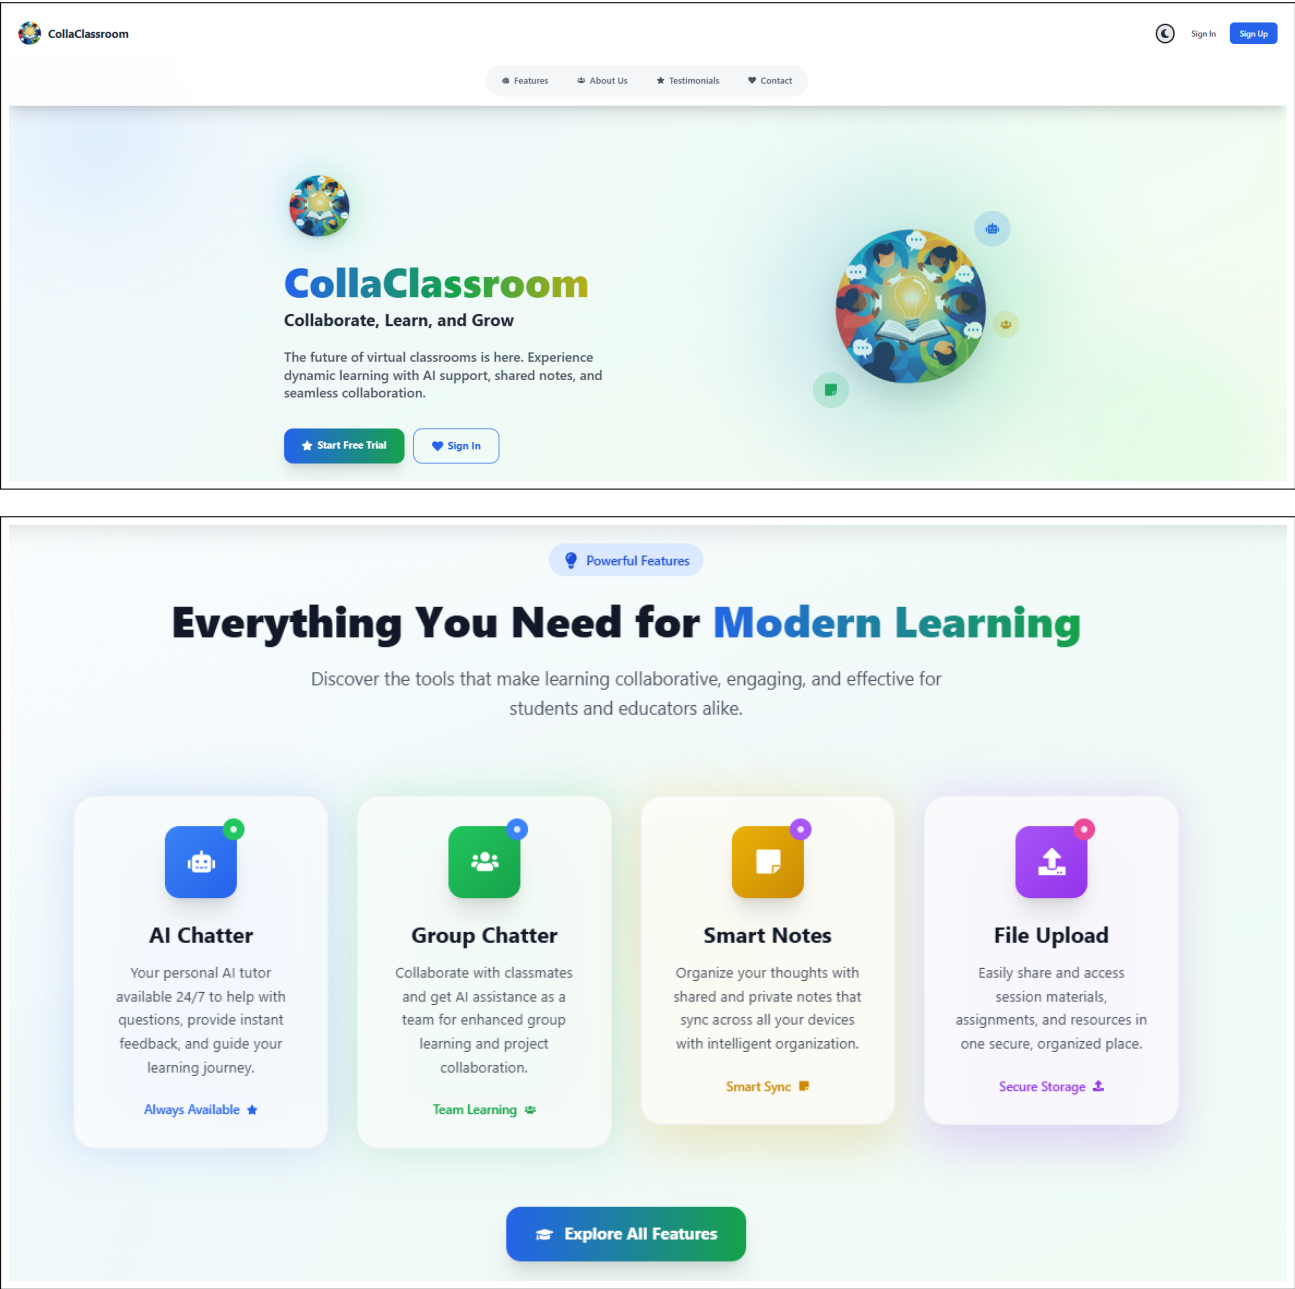 CollaClassroom
Sign In
Sign Up
Features
About Us
Testimonials
Contact
CollaClassroom
Collaborate, Learn, and Grow
The future of virtual classrooms is here. Experience
dynamic learning with AI support, shared notes, and
seamless collaboration.
Start Free Trial
Sign In
Powerful Features
Everything You Need for Modern Learning
Discover the tools that make learning collaborative, engaging, and effective for
students and educators alike.
AI Chatter
Your personal AI tutor
available 24/7 to help with
questions, provide instant
feedback, and guide your
learning journey.
Always Available
Group Chatter
Collaborate with classmates
and get AI assistance as a
team for enhanced group
learning and project
collaboration.
Team Learning
Smart Notes
Organize your thoughts with
shared and private notes that
sync across all your devices
with intelligent organization.
Smart Sync
File Upload
Easily share and access
session materials,
assignments, and resources in
one secure, organized place.
Secure Storage
Explore All Features